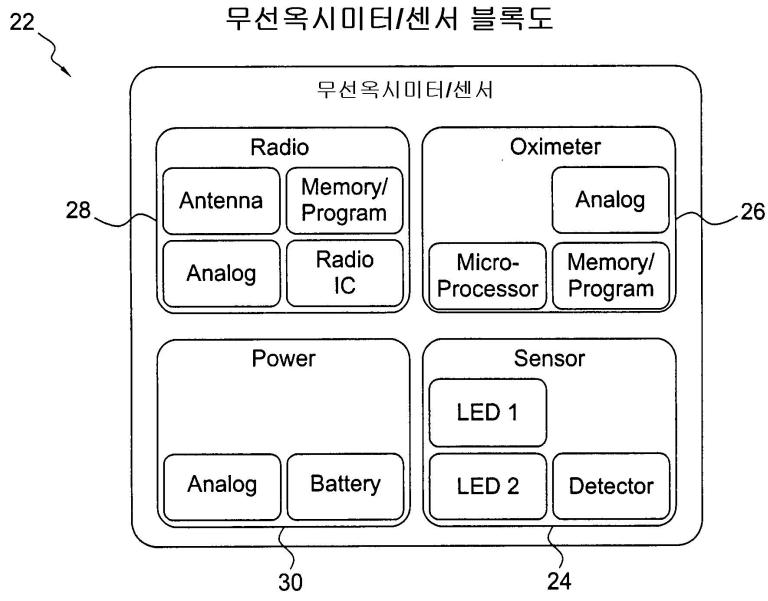 22
무선옥시미터/센서 블록도
무선옥시미터/센서
Radio
Antenna
Memory/
Program
Analog
Radio
IC
28
Oximeter
Analog
Micro-
Processor
Memory/
Program
26
Power
Analog
Battery
30
Sensor
LED 1
LED 2
Detector
24